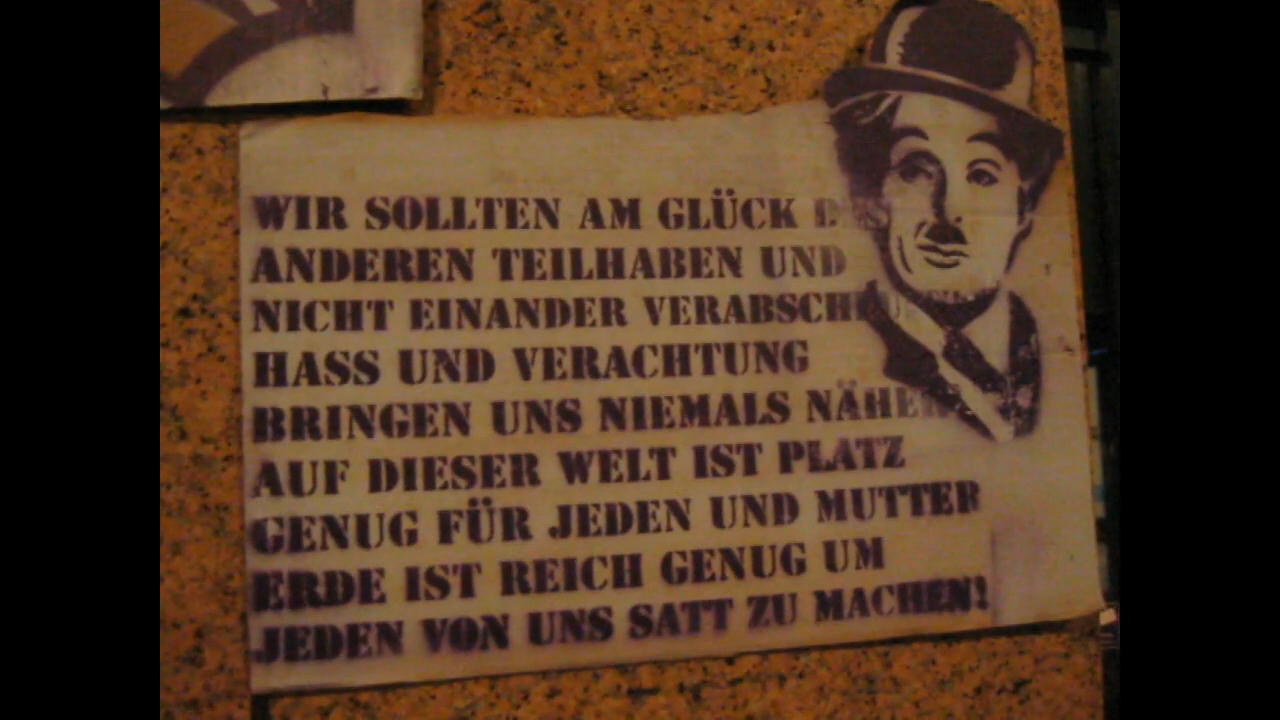 WIR SOLLTEN AM GLÜCK
ANDEREN TEILHABEN UND
NICHT EINANDER
HASS UND VERACHTUNG
BRINGEN UNS NIEMALS NÄHER
AUF DIESER WELT IST PLATZ
GENUG FÜR JEDEN UND MUTTER
ERDE IST REICH GENUG UM
JEDEN VON UNS SATT ZU MACHEN!